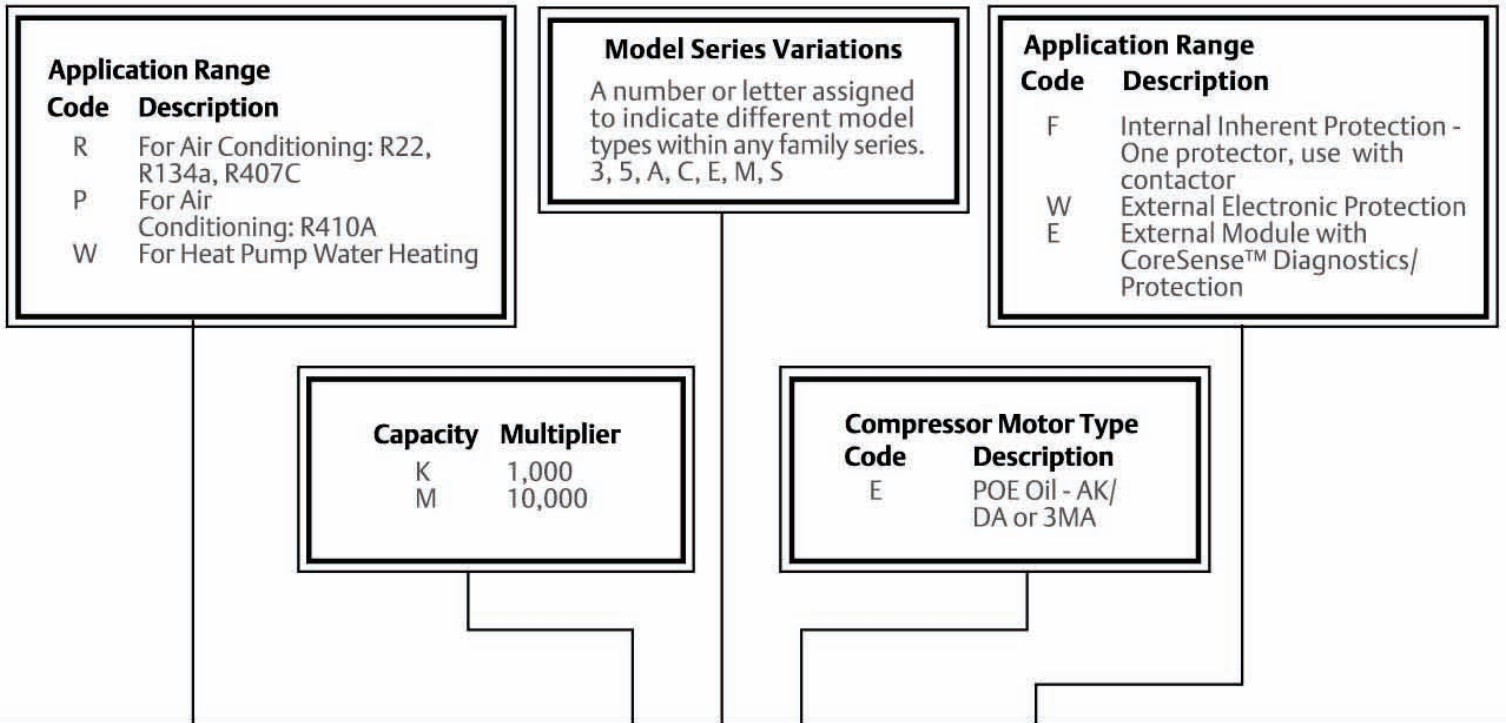 Application Range
Code Description
R For Air Conditioning: R22,
R134a, R407C
P For Air
Conditioning: R410A
W For Heat Pump Water Heating
Model Series Variations
A number or letter assigned
to indicate different model
types within any family series.
3, 5, A, C, E, M, S
Application Range
Code Description
F Internal Inherent Protection -
One protector, use with
contactor
W External Electronic Protection
E External Module with
CoreSense™ Diagnostics/
Protection
Capacity Multiplier
K 1,000
M 10,000
Compressor Motor Type
Code Description
E POE Oil - AK/
DA or 3MA